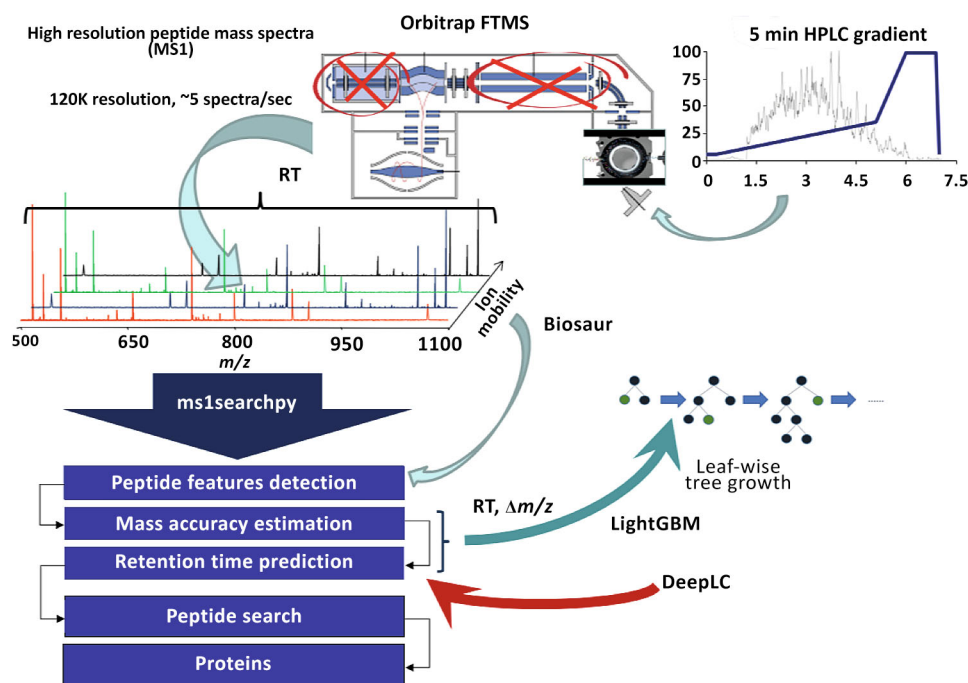 Orbitrap FTMS
High resolution peptide mass spectra
(MS1)
120K resolution, ~5 spectra/sec
5 min HPLC gradient
100
75
50
25
0
0
1.5
3
4.5
6
7.5
RT
Ion
mobility
500
650
800
950
1100
m/z
Biosaur
ms1searchpy
Peptide features detection
Mass accuracy estimation
Retention time prediction
Peptide search
Proteins
RT, Δm/z
Leaf-wise
tree growth
LightGBM
DeepLC
......